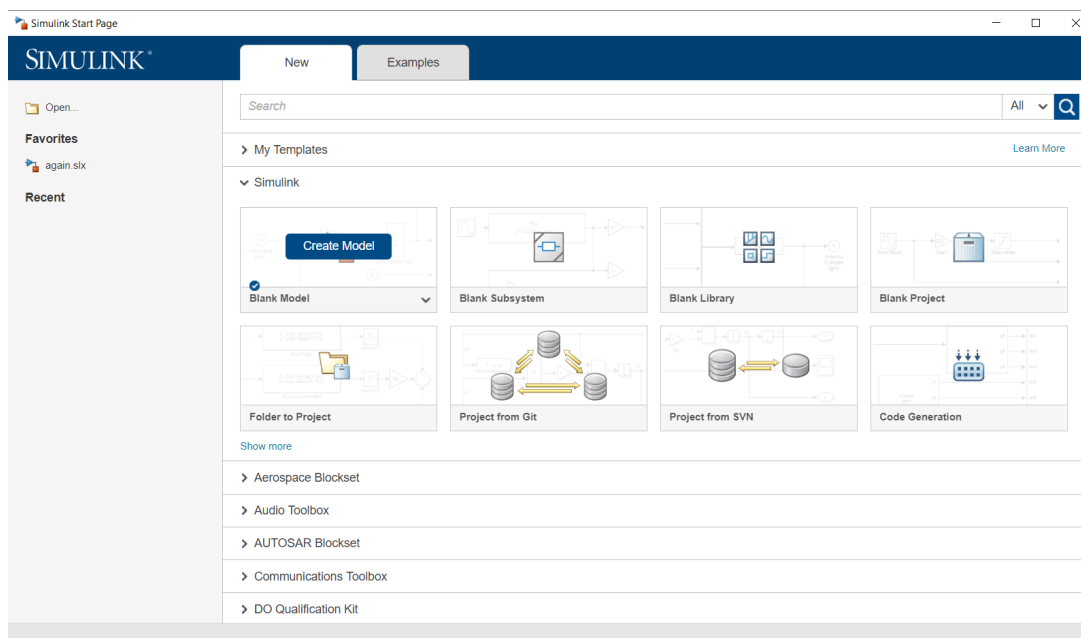 Simulink Start Page
SIMULINK®
New
Examples
Open...
Favorites
again.slx
Recent
Search
All
My Templates
Learn More
Simulink
Create Model
Blank Model
Blank Subsystem
Blank Library
Blank Project
Folder to Project
Project from Git
Project from SVN
Code Generation
Show more
Aerospace Blockset
Audio Toolbox
AUTOSAR Blockset
Communications Toolbox
DO Qualification Kit